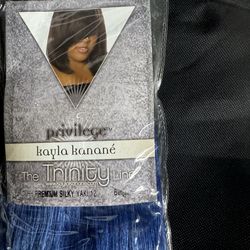 privilege
kayla kanané
The Trinity Line
PREMIUM SILKY YAKI 12